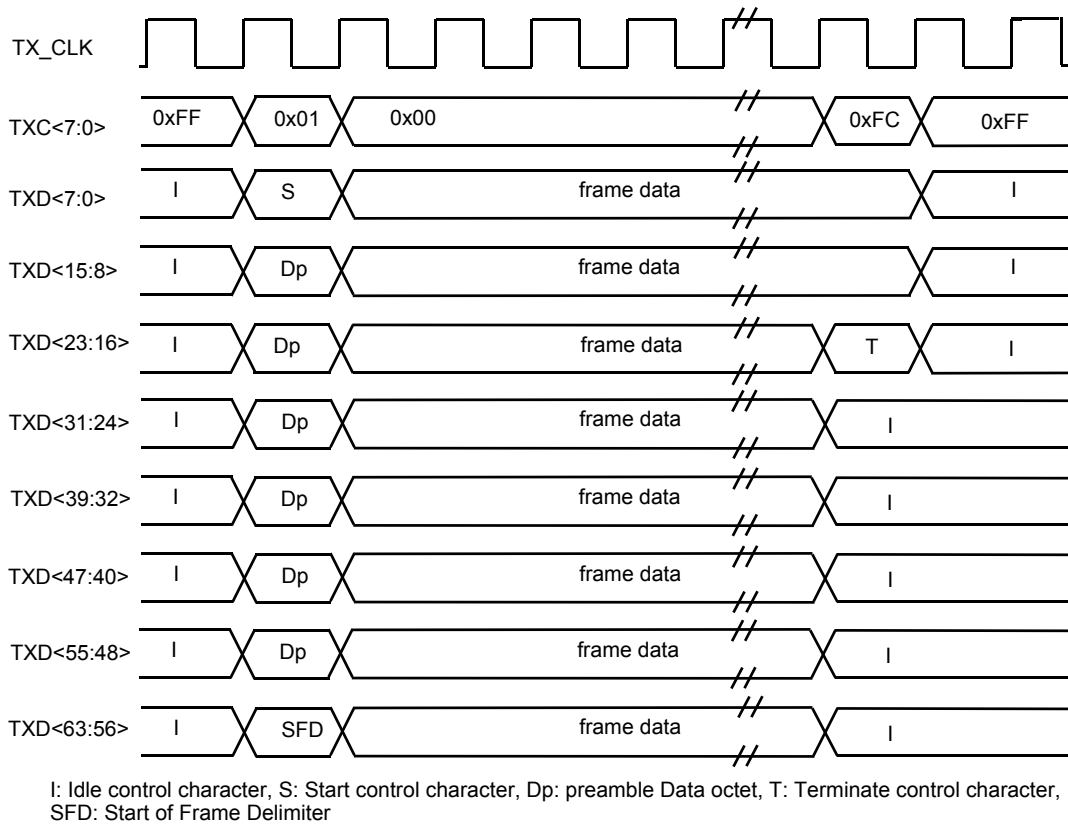 TX_CLK
TXC<7:0> 0xFF 0x01 0x00 0xFC 0xFF
TXD<7:0> I S frame data I
TXD<15:8> I Dp frame data I
TXD<23:16> I Dp frame data T I
TXD<31:24> I Dp frame data I
TXD<39:32> I Dp frame data I
TXD<47:40> I Dp frame data I
TXD<55:48> I Dp frame data I
TXD<63:56> I SFD frame data I
I: Idle control character, S: Start control character, Dp: preamble Data octet, T: Terminate control character,
SFD: Start of Frame Delimiter